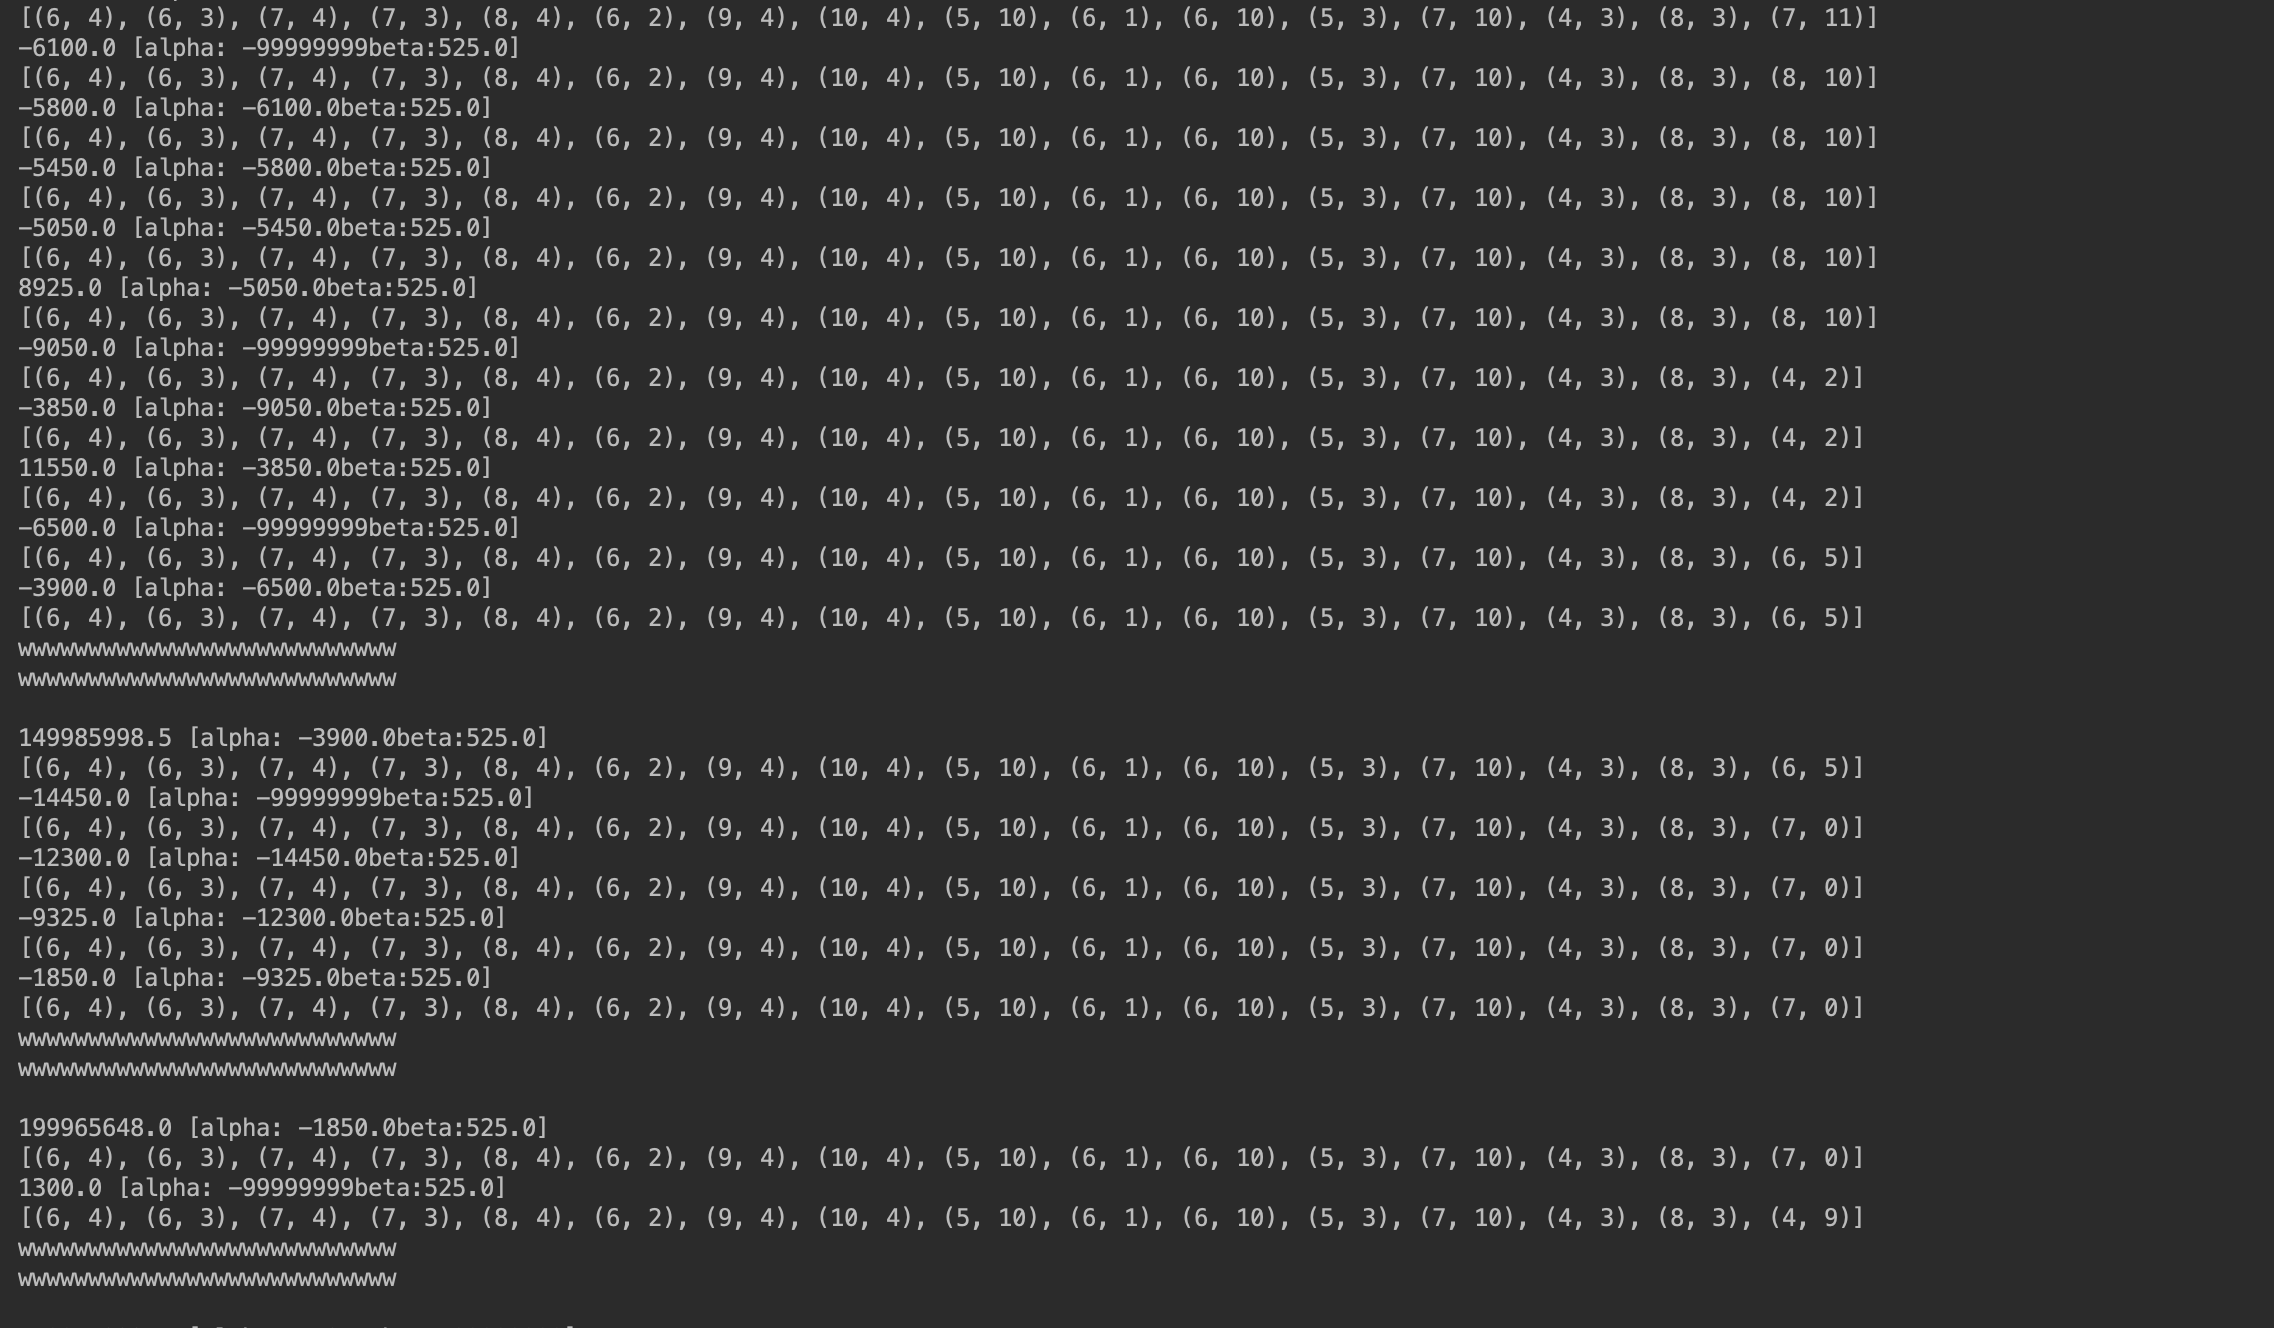 [(6, 4), (6, 3), (7, 4), (7, 3), (8, 4), (6, 2), (9, 4), (10, 4), (5, 10), (6, 1), (6, 10), (5, 3), (7, 10), (4, 3), (8, 3), (7, 11)]
-6100.0 [alpha: -99999999beta:525.0]
[(6, 4), (6, 3), (7, 4), (7, 3), (8, 4), (6, 2), (9, 4), (10, 4), (5, 10), (6, 1), (6, 10), (5, 3), (7, 10), (4, 3), (8, 3), (8, 10)]
-5800.0 [alpha: -6100.0beta:525.0]
[(6, 4), (6, 3), (7, 4), (7, 3), (8, 4), (6, 2), (9, 4), (10, 4), (5, 10), (6, 1), (6, 10), (5, 3), (7, 10), (4, 3), (8, 3), (8, 10)]
-5450.0 [alpha: -5800.0beta:525.0]
[(6, 4), (6, 3), (7, 4), (7, 3), (8, 4), (6, 2), (9, 4), (10, 4), (5, 10), (6, 1), (6, 10), (5, 3), (7, 10), (4, 3), (8, 3), (8, 10)]
-5050.0 [alpha: -5450.0beta:525.0]
[(6, 4), (6, 3), (7, 4), (7, 3), (8, 4), (6, 2), (9, 4), (10, 4), (5, 10), (6, 1), (6, 10), (5, 3), (7, 10), (4, 3), (8, 3), (8, 10)]
8925.0 [alpha: -5050.0beta:525.0]
[(6, 4), (6, 3), (7, 4), (7, 3), (8, 4), (6, 2), (9, 4), (10, 4), (5, 10), (6, 1), (6, 10), (5, 3), (7, 10), (4, 3), (8, 3), (8, 10)]
-9050.0 [alpha: -99999999beta:525.0]
[(6, 4), (6, 3), (7, 4), (7, 3), (8, 4), (6, 2), (9, 4), (10, 4), (5, 10), (6, 1), (6, 10), (5, 3), (7, 10), (4, 3), (8, 3), (4, 2)]
-3850.0 [alpha: -9050.0beta:525.0]
[(6, 4), (6, 3), (7, 4), (7, 3), (8, 4), (6, 2), (9, 4), (10, 4), (5, 10), (6, 1), (6, 10), (5, 3), (7, 10), (4, 3), (8, 3), (4, 2)]
11550.0 [alpha: -3850.0beta:525.0]
[(6, 4), (6, 3), (7, 4), (7, 3), (8, 4), (6, 2), (9, 4), (10, 4), (5, 10), (6, 1), (6, 10), (5, 3), (7, 10), (4, 3), (8, 3), (4, 2)]
-6500.0 [alpha: -99999999beta:525.0]
[(6, 4), (6, 3), (7, 4), (7, 3), (8, 4), (6, 2), (9, 4), (10, 4), (5, 10), (6, 1), (6, 10), (5, 3), (7, 10), (4, 3), (8, 3), (6, 5)]
-3900.0 [alpha: -6500.0beta:525.0]
[(6, 4), (6, 3), (7, 4), (7, 3), (8, 4), (6, 2), (9, 4), (10, 4), (5, 10), (6, 1), (6, 10), (5, 3), (7, 10), (4, 3), (8, 3), (6, 5)]
wwwwwwwwwwwwwwwwwwwwwwwwwww
wwwwwwwwwwwwwwwwwwwwwwwwwww
149985998.5 [alpha: -3900.0beta:525.0]
[(6, 4), (6, 3), (7, 4), (7, 3), (8, 4), (6, 2), (9, 4), (10, 4), (5, 10), (6, 1), (6, 10), (5, 3), (7, 10), (4, 3), (8, 3), (6, 5)]
-14450.0 [alpha: -99999999beta:525.0]
[(6, 4), (6, 3), (7, 4), (7, 3), (8, 4), (6, 2), (9, 4), (10, 4), (5, 10), (6, 1), (6, 10), (5, 3), (7, 10), (4, 3), (8, 3), (7, 0)]
-12300.0 [alpha: -14450.0beta:525.0]
[(6, 4), (6, 3), (7, 4), (7, 3), (8, 4), (6, 2), (9, 4), (10, 4), (5, 10), (6, 1), (6, 10), (5, 3), (7, 10), (4, 3), (8, 3), (7, 0)]
-9325.0 [alpha: -12300.0beta:525.0]
[(6, 4), (6, 3), (7, 4), (7, 3), (8, 4), (6, 2), (9, 4), (10, 4), (5, 10), (6, 1), (6, 10), (5, 3), (7, 10), (4, 3), (8, 3), (7, 0)]
-1850.0 [alpha: -9325.0beta:525.0]
[(6, 4), (6, 3), (7, 4), (7, 3), (8, 4), (6, 2), (9, 4), (10, 4), (5, 10), (6, 1), (6, 10), (5, 3), (7, 10), (4, 3), (8, 3), (7, 0)]
wwwwwwwwwwwwwwwwwwwwwwwwwww
wwwwwwwwwwwwwwwwwwwwwwwwwww
199965648.0 [alpha: -1850.0beta:525.0]
[(6, 4), (6, 3), (7, 4), (7, 3), (8, 4), (6, 2), (9, 4), (10, 4), (5, 10), (6, 1), (6, 10), (5, 3), (7, 10), (4, 3), (8, 3), (7, 0)]
1300.0 [alpha: -99999999beta:525.0]
[(6, 4), (6, 3), (7, 4), (7, 3), (8, 4), (6, 2), (9, 4), (10, 4), (5, 10), (6, 1), (6, 10), (5, 3), (7, 10), (4, 3), (8, 3), (4, 9)]
wwwwwwwwwwwwwwwwwwwwwwwwwww
wwwwwwwwwwwwwwwwwwwwwwwwwww